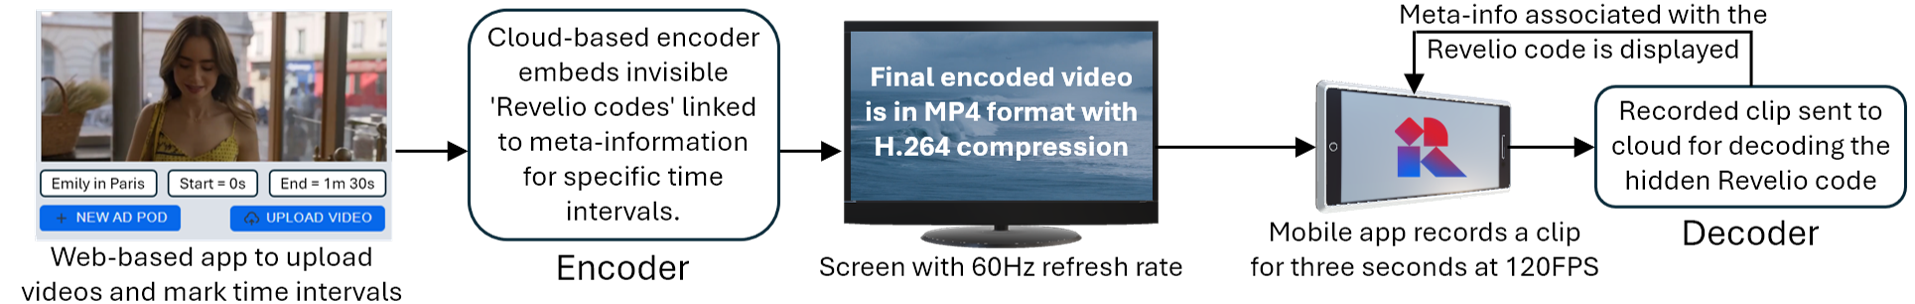 Emily in Paris
Start = 0s
End = 1m 30s
+ NEW AD POD
UPLOAD VIDEO
Web-based app to upload
videos and mark time intervals
Cloud-based encoder
embeds invisible
'Revelio codes' linked
to meta-information
for specific time
intervals.
Encoder
Final encoded video
is in MP4 format with
H.264 compression
Screen with 60Hz refresh rate
Meta-info associated with the
Revelio code is displayed
Mobile app records a clip
for three seconds at 120FPS
Recorded clip sent to
cloud for decoding the
hidden Revelio code
Decoder